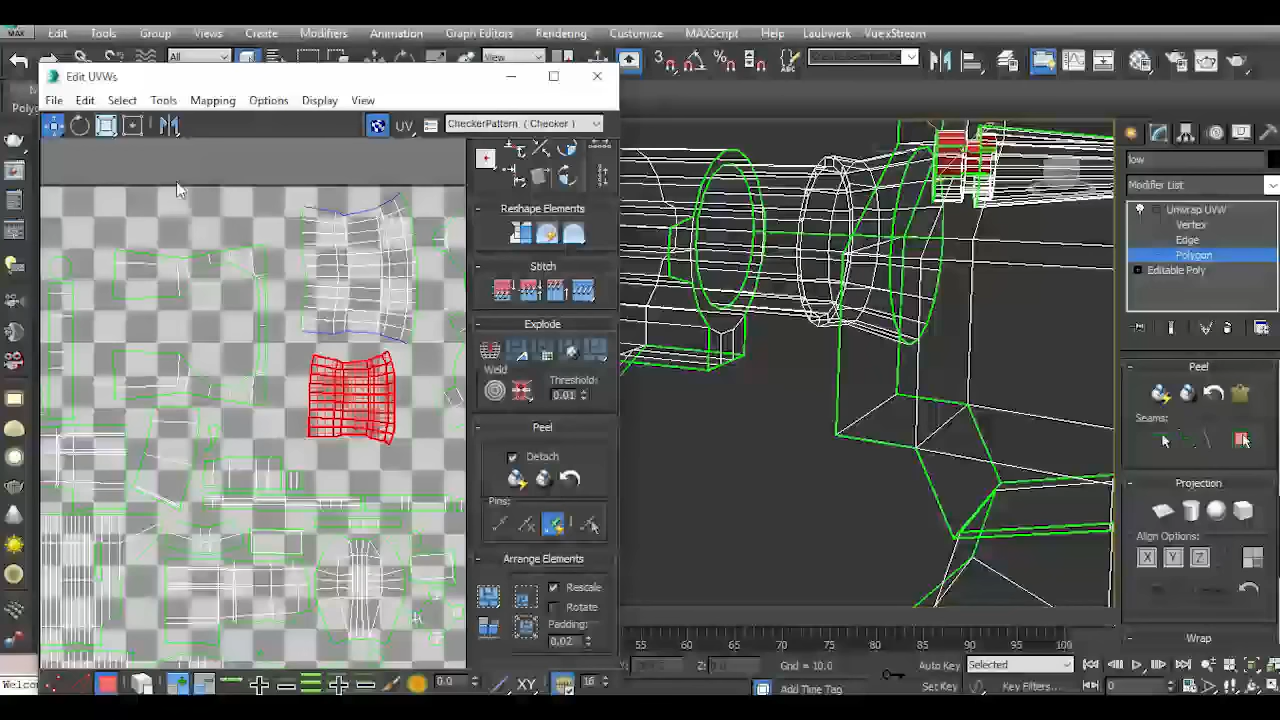 MAX Edit Tools Group Views Create Modifiers Animation Graph Editors Rendering Customize MAXScript Help Laubwerk VuexStream
All View
Edit UVWs
File Edit Select Tools Mapping Options Display View
UV CheckerPattern ( Checker )
Reshape Elements
Stitch
Explode
Weld Threshold:
0.01
Peel
Detach
Pins:
Arrange Elements
Rescale
Rotate
Padding:
0.02
0.0 XY 16
low
Modifier List
Unwrap UVW
Vertex
Edge
Polygon
Editable Poly
Peel
Seams:
Projection
Align Options:
X Y Z
Wrap
55 60 65 70 75 80 85 90 95 100
Z: Grid = 10.0 Auto Key Selected
Add Time Tag Set Key Key Filters... 0